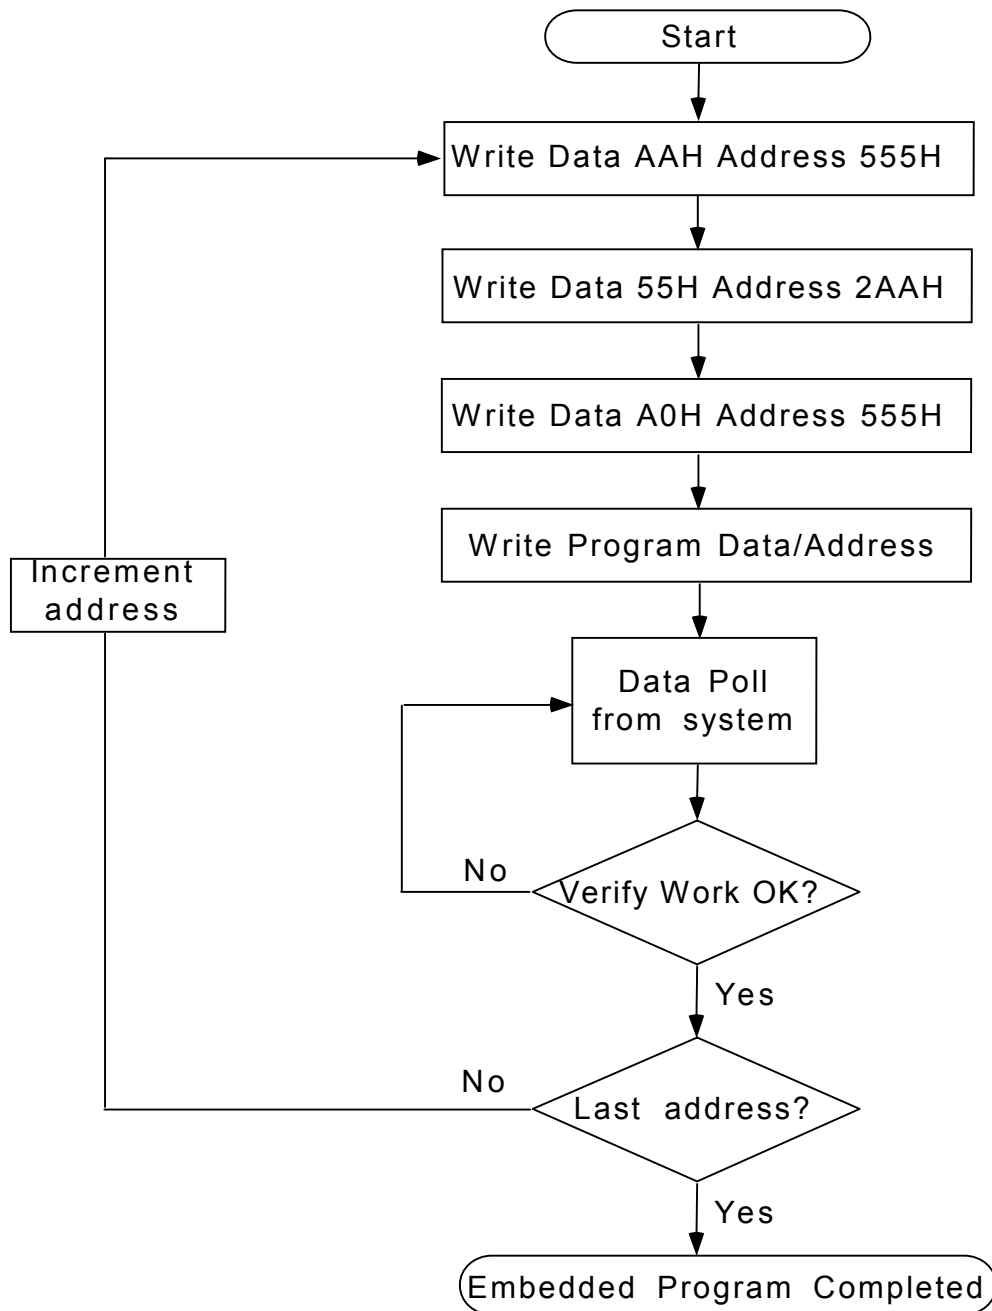 Start
Write Data AAH Address 555H
Write Data 55H Address 2AAH
Write Data A0H Address 555H
Write Program Data/Address
Increment
address
Data Poll
from system
No
Verify Work OK?
Yes
No
Last address?
Yes
Embedded Program Completed